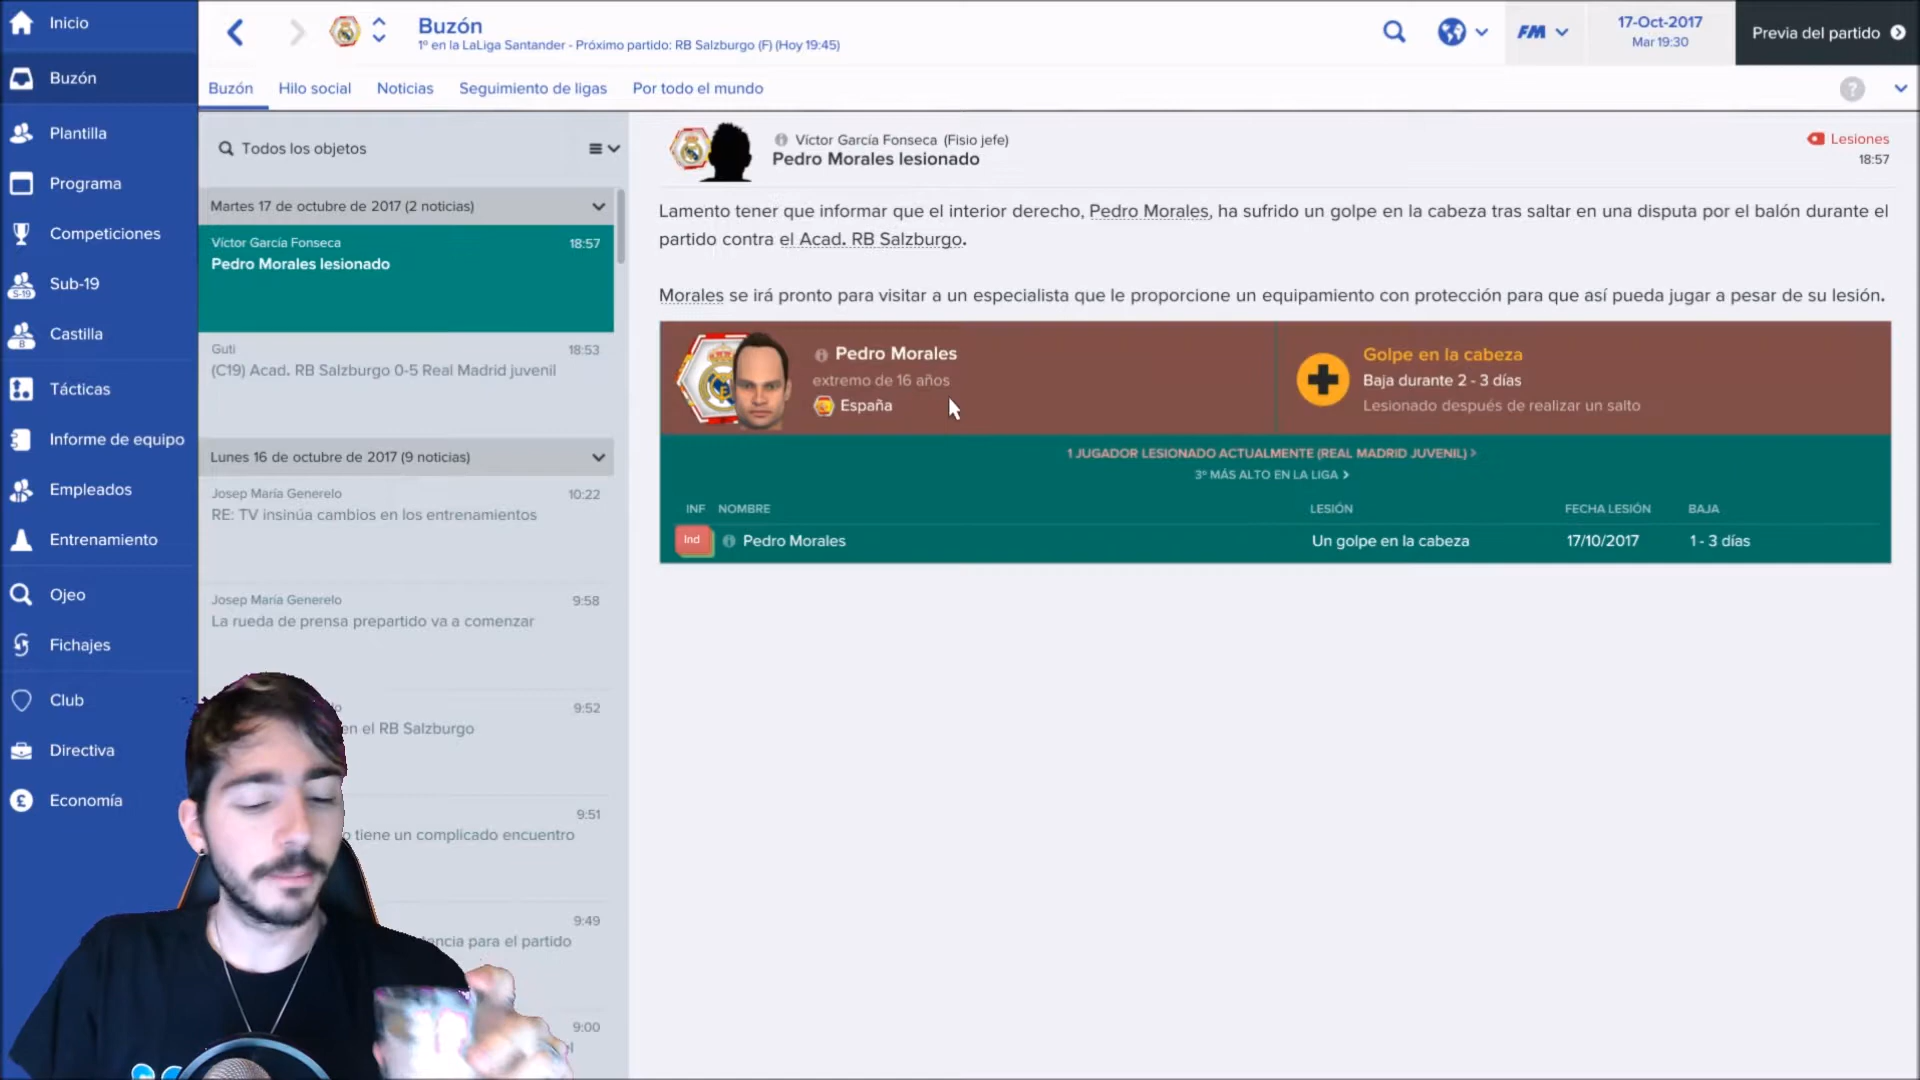 Inicio
Buzón
Plantilla
Programa
Competiciones
S-19
Sub-19
B
Castilla
Tácticas
Informe de equipo
Empleados
Entrenamiento
Ojeo
Fichajes
Club
Directiva
£
Economía
Buzón
1º en la LaLiga Santander - Próximo partido: RB Salzburgo (F) (Hoy 19:45)
FM
17-Oct-2017
Mar 19:30
Previa del partido
Buzón
Hilo social
Noticias
Seguimiento de ligas
Por todo el mundo
?
Todos los objetos
Martes 17 de octubre de 2017 (2 noticias)
Víctor García Fonseca 18:57
Pedro Morales lesionado
Guti 18:53
(C19) Acad. RB Salzburgo 0-5 Real Madrid juvenil
Lunes 16 de octubre de 2017 (9 noticias)
Josep María Generelo 10:22
RE: TV insinúa cambios en los entrenamientos
Josep María Generelo 9:58
La rueda de prensa prepartido va a comenzar
9:52
en el RB Salzburgo
9:51
tiene un complicado encuentro
9:49
para el partido
9:00
Víctor García Fonseca (Fisio jefe)
Pedro Morales lesionado
Lesiones
18:57
Lamento tener que informar que el interior derecho, Pedro Morales, ha sufrido un golpe en la cabeza tras saltar en una disputa por el balón durante el
partido contra el Acad. RB Salzburgo.
Morales se irá pronto para visitar a un especialista que le proporcione un equipamiento con protección para que así pueda jugar a pesar de su lesión.
Pedro Morales
extremo de 16 años
España
Golpe en la cabeza
Baja durante 2 - 3 días
Lesionado después de realizar un salto
1 JUGADOR LESIONADO ACTUALMENTE (REAL MADRID JUVENIL) >
3º MÁS ALTO EN LA LIGA >
INF NOMBRE LESIÓN FECHA LESIÓN BAJA
Ind Pedro Morales Un golpe en la cabeza 17/10/2017 1 - 3 días